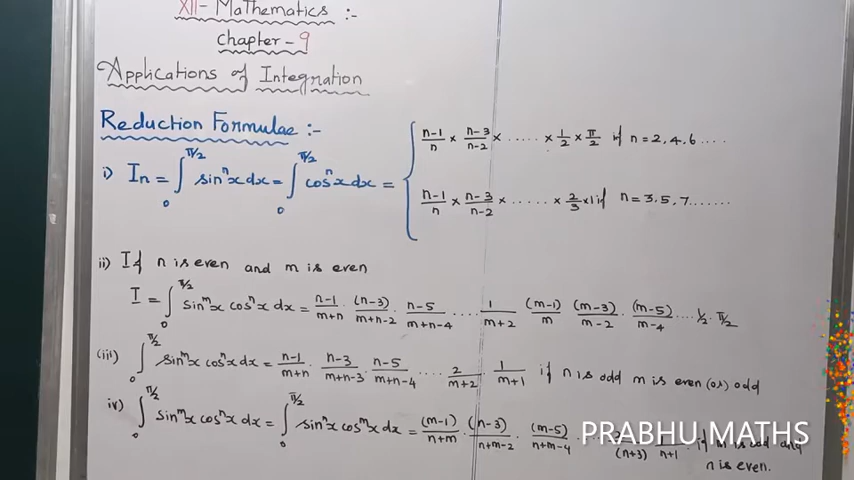 XII- Mathematics :-
Chapter - 9
Applications of Integration
Reduction Formulae :-
n-1/n × n-3/n-2 × ..... × 1/2 × π/2 if n = 2, 4, 6 ....
i) In = ∫₀^(π/2) sinⁿx dx = ∫₀^(π/2) cosⁿx dx =
n-1/n × n-3/n-2 × ..... × 2/3 × 1 if n = 3, 5, 7 .......
ii) If n is even and m is even
I = ∫₀^(π/2) sinᵐx cosⁿx dx = n-1/m+n . (n-3)/m+n-2 . n-5/m+n-4 .... 1/m+2 (m-1)/m (m-3)/m-2 . (m-5)/m-4 .... 1/2 . π/2
(iii) ∫₀^(π/2) sinᵐx cosⁿx dx = n-1/m+n . n-3/m+n-3 . n-5/m+n-4 .... 2/m+2 . 1/m+1 if n is odd m is even (or) odd
iv) ∫₀^(π/2) sinᵐx cosⁿx dx = ∫₀^(π/2) sinⁿx cosᵐx dx = (m-1)/n+m . (n-3)/n+m-2 . (m-5)/n+m-4 ... /(n+3) /n+1 . if m is odd
n is even.
PRABHU MATHS